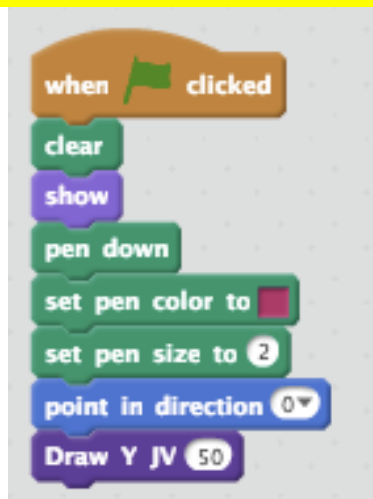 when clicked
clear
show
pen down
set pen color to
set pen size to 2
point in direction 0
Draw Y JV 50